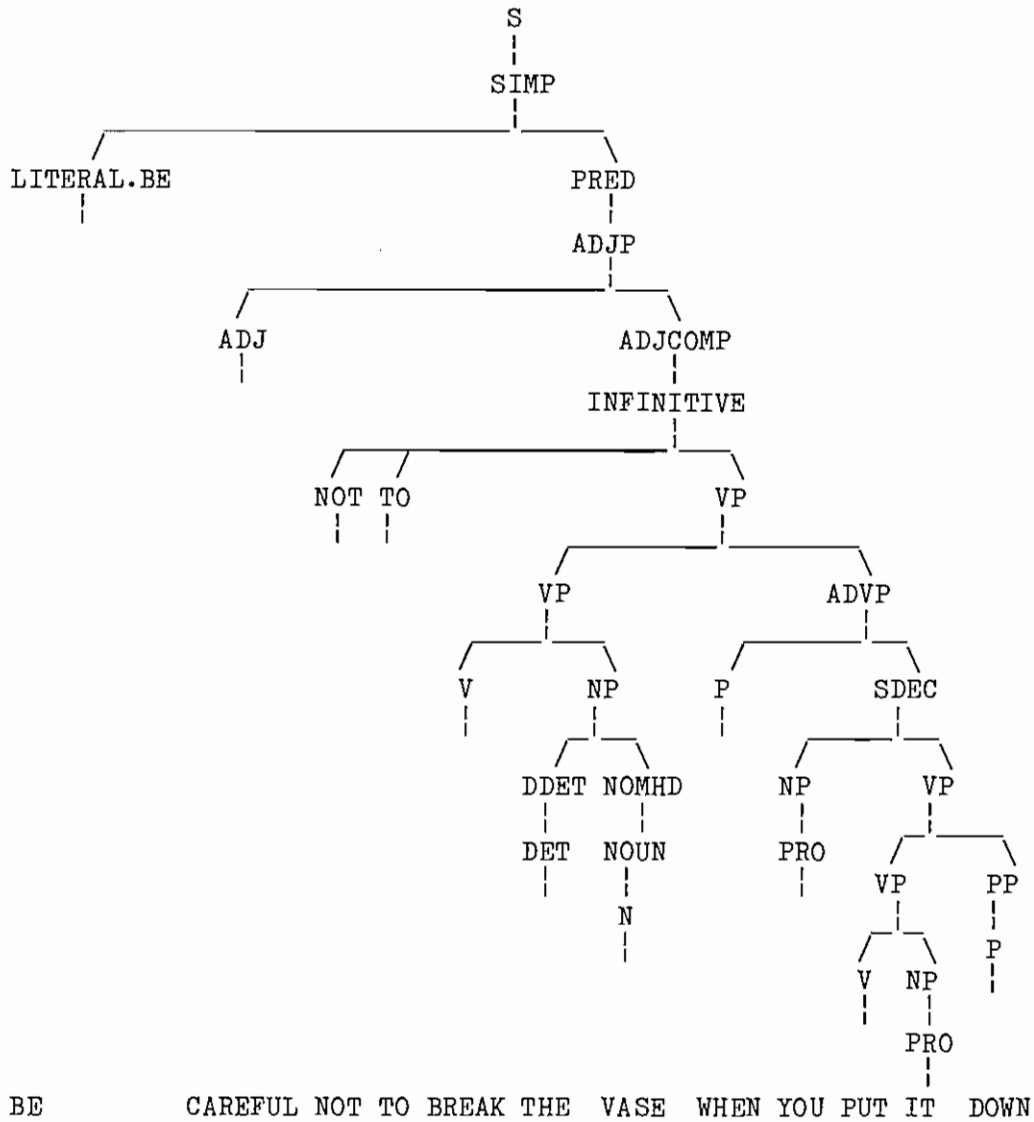 S
SIMP
LITERAL.BE PRED
ADJP
ADJ ADJCOMP
INFINITIVE
NOT TO VP
VP ADVP
V NP P SDEC
DDET NOMHD NP VP
DET NOUN PRO VP PP
N P
V NP
PRO
BE CAREFUL NOT TO BREAK THE VASE WHEN YOU PUT IT DOWN